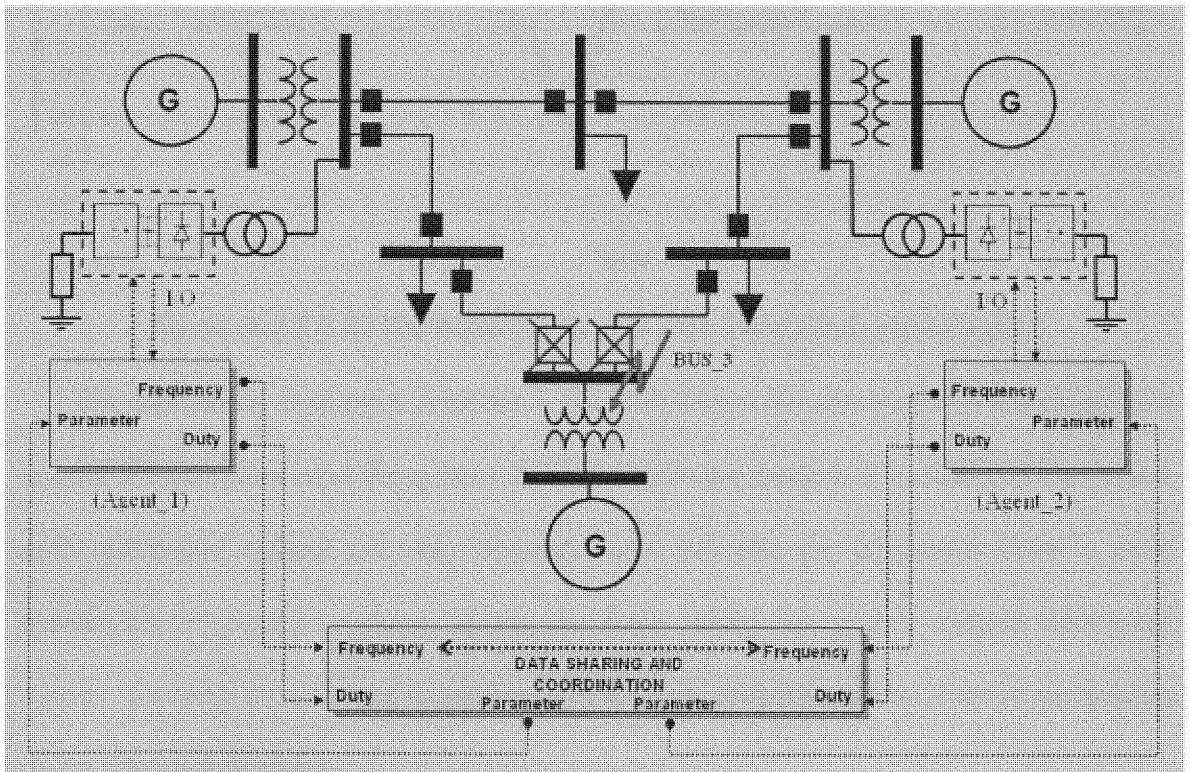 G
G
I O
I O
BUS_3
Frequency
Parameter
Duty
(Agent_1)
Frequency
Parameter
Duty
(Agent_2)
G
Frequency
Frequency
DATA SHARING AND
COORDINATION
Duty
Parameter
Parameter
Duty